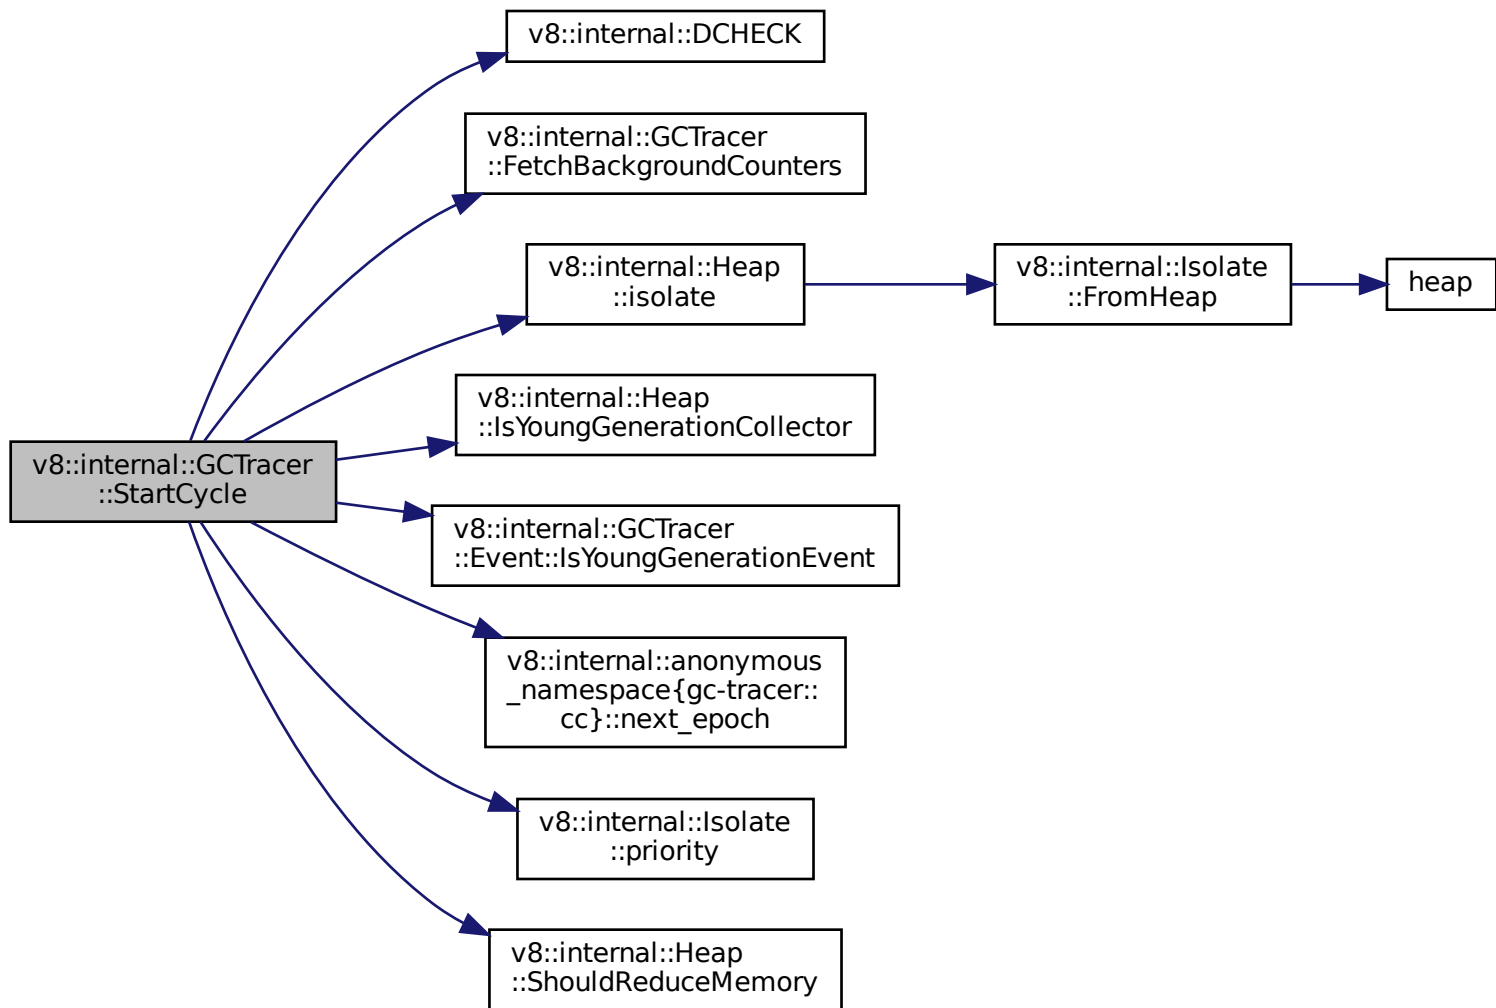 v8::internal::DCHECK
v8::internal::GCTracer
::FetchBackgroundCounters
v8::internal::Heap
::isolate
v8::internal::Isolate
::FromHeap
heap
v8::internal::Heap
::IsYoungGenerationCollector
v8::internal::GCTracer
::StartCycle
v8::internal::GCTracer
::Event::IsYoungGenerationEvent
v8::internal::anonymous
_namespace{gc-tracer::
cc}::next_epoch
v8::internal::Isolate
::priority
v8::internal::Heap
::ShouldReduceMemory